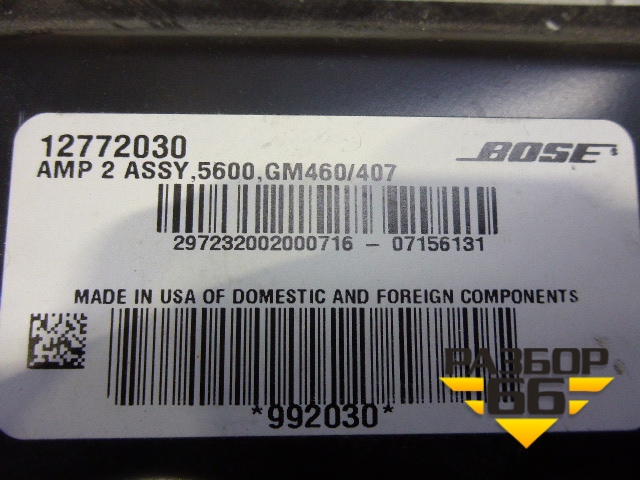 12772030
BOSE
AMP 2 ASSY,5600,GM460/407
297232002000716 - 07156131
MADE IN USA OF DOMESTIC AND FOREIGN COMPONENTS
*992030*
РАЗБОР
66